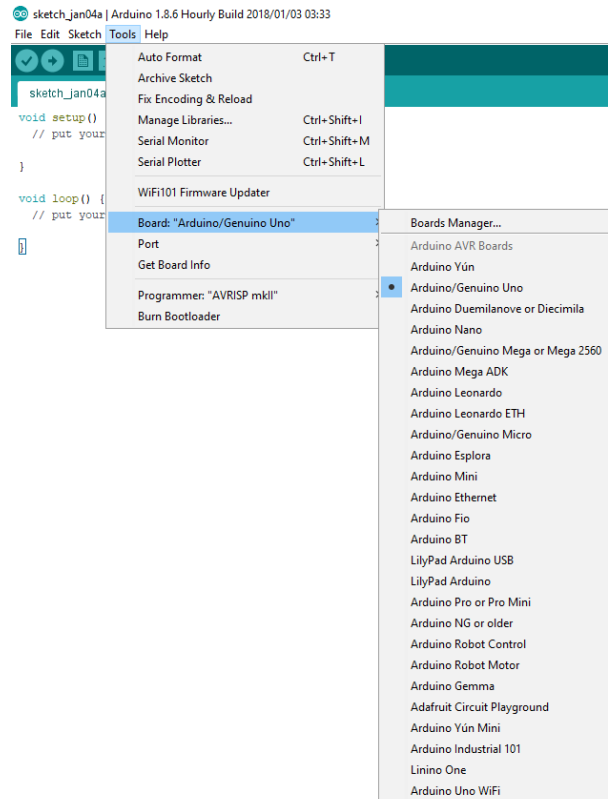 sketch_jan04a | Arduino 1.8.6 Hourly Build 2018/01/03 03:33
File Edit Sketch Tools Help
sketch_jan04a
void setup()
// put your
}
void loop() {
// put your
}
Auto Format Ctrl+T
Archive Sketch
Fix Encoding & Reload
Manage Libraries... Ctrl+Shift+I
Serial Monitor Ctrl+Shift+M
Serial Plotter Ctrl+Shift+L
WiFi101 Firmware Updater
Board: "Arduino/Genuino Uno"
Port
Get Board Info
Programmer: "AVRISP mkII"
Burn Bootloader
Boards Manager...
Arduino AVR Boards
Arduino Yún
Arduino/Genuino Uno
Arduino Duemilanove or Diecimila
Arduino Nano
Arduino/Genuino Mega or Mega 2560
Arduino Mega ADK
Arduino Leonardo
Arduino Leonardo ETH
Arduino/Genuino Micro
Arduino Esplora
Arduino Mini
Arduino Ethernet
Arduino Fio
Arduino BT
LilyPad Arduino USB
LilyPad Arduino
Arduino Pro or Pro Mini
Arduino NG or older
Arduino Robot Control
Arduino Robot Motor
Arduino Gemma
Adafruit Circuit Playground
Arduino Yún Mini
Arduino Industrial 101
Linino One
Arduino Uno WiFi